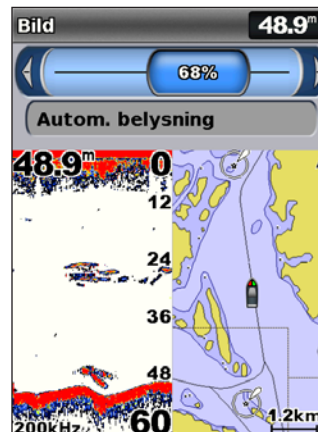 Bild 48.9m
68%
Autom. belysning
48.9m 0
12
24
36
48
200kHz 60
1.2km